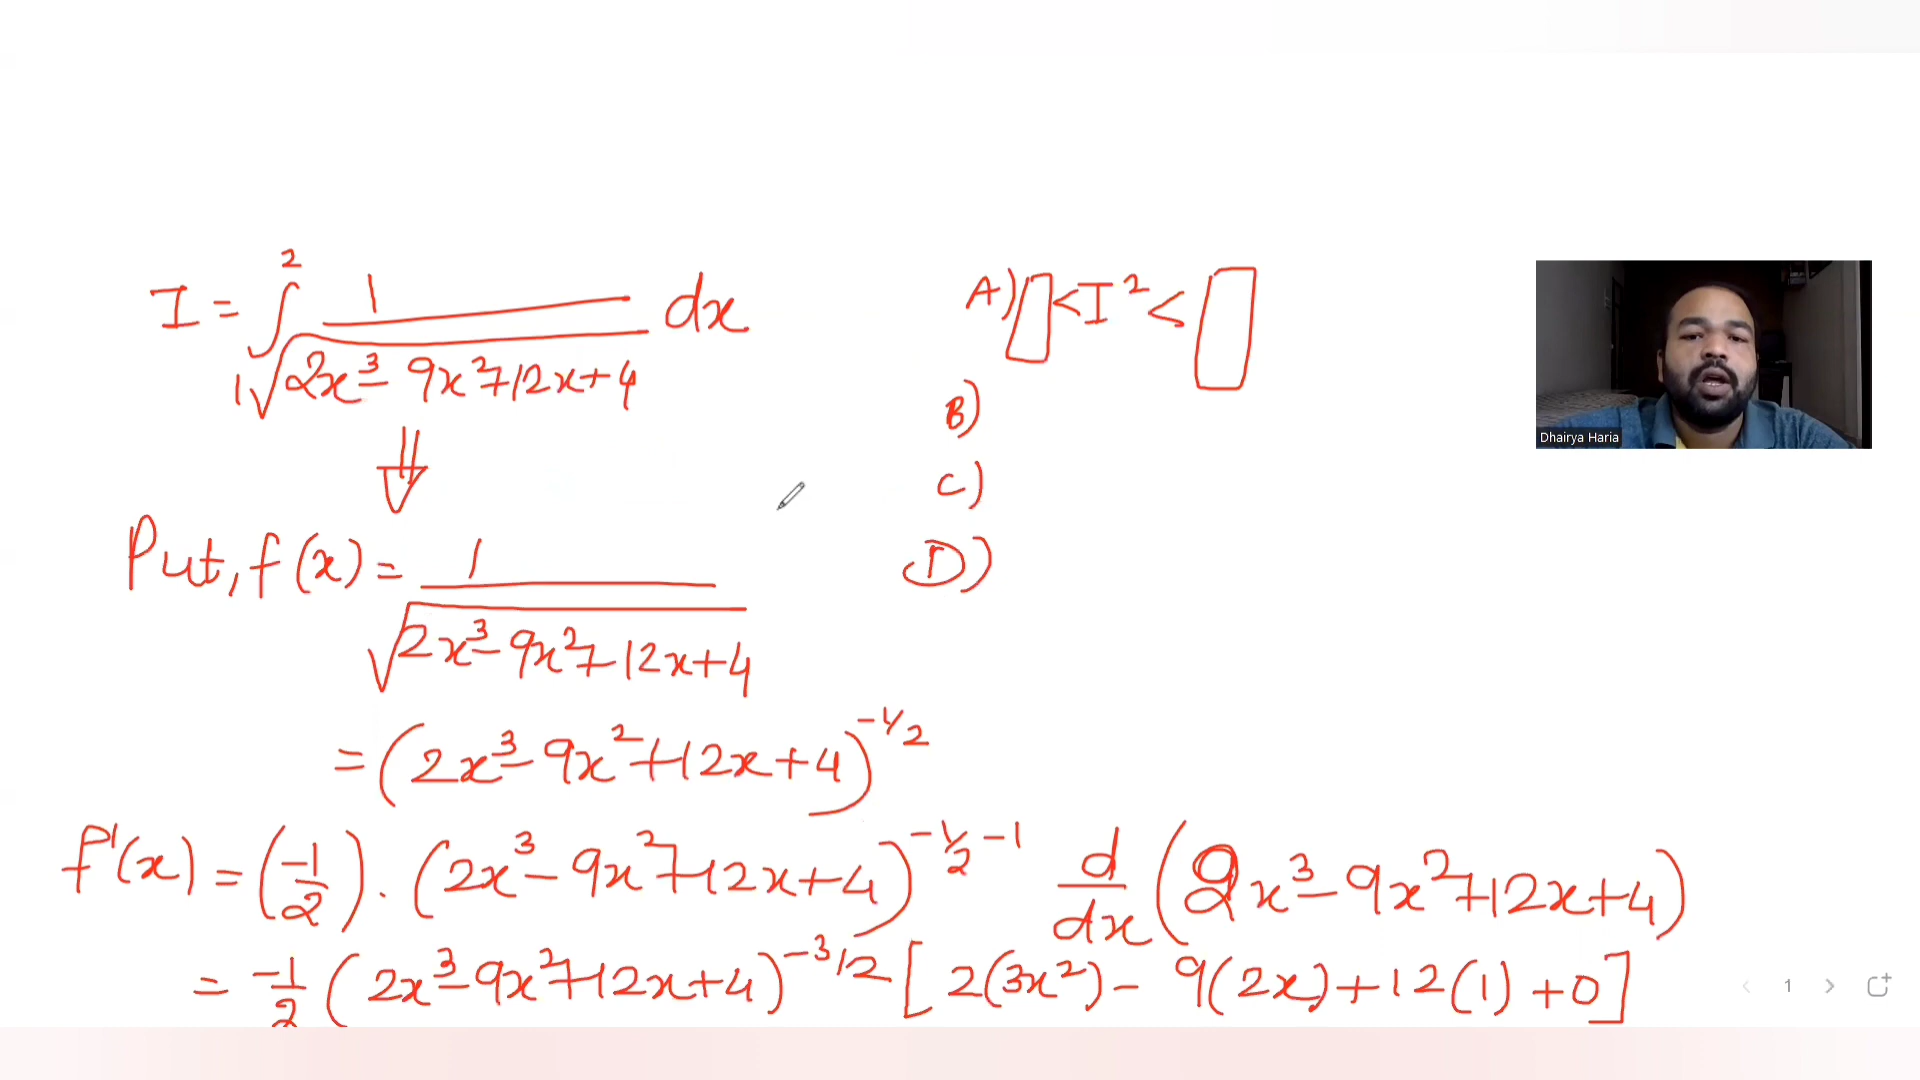 I = ∫₁² 1/√(2x³ - 9x² + 12x + 4) dx
A) □ < I² < □
B)
C)
D)
Put, f(x) = 1/√(2x³ - 9x² + 12x + 4)
= (2x³ - 9x² + 12x + 4)^(-1/2)
f'(x) = (-1/2) · (2x³ - 9x² + 12x + 4)^(-1/2 - 1) d/dx (2x³ - 9x² + 12x + 4)
= -1/2 (2x³ - 9x² + 12x + 4)^(-3/2) [2(3x²) - 9(2x) + 12(1) + 0]
Dhairya Haria
1